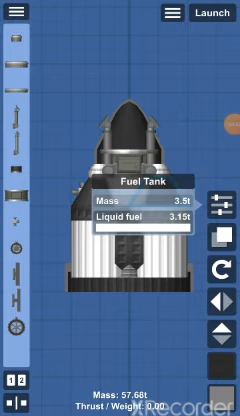 Launch
Fuel Tank
Mass 3.5t
Liquid fuel 3.15t
1 2
Mass: 57.68t
Thrust / Weight: 0.00
XRecorder